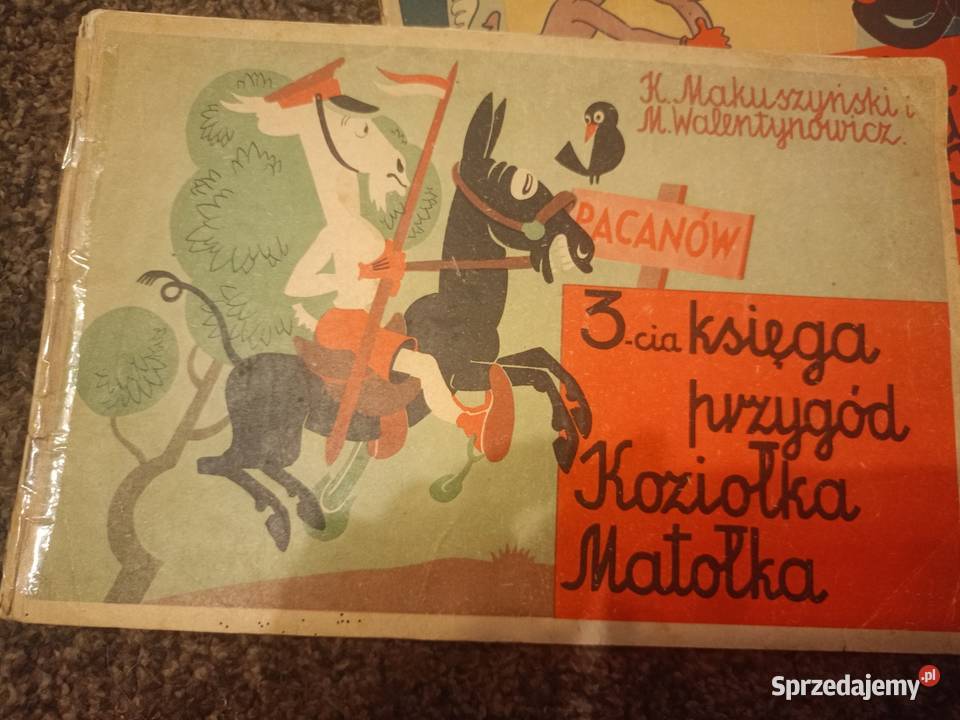 K. Makuszyński i
M. Walentynowicz.
PACANÓW
3-cia księga
przygód
Koziołka
Matołka
Sprzedajemy.pl